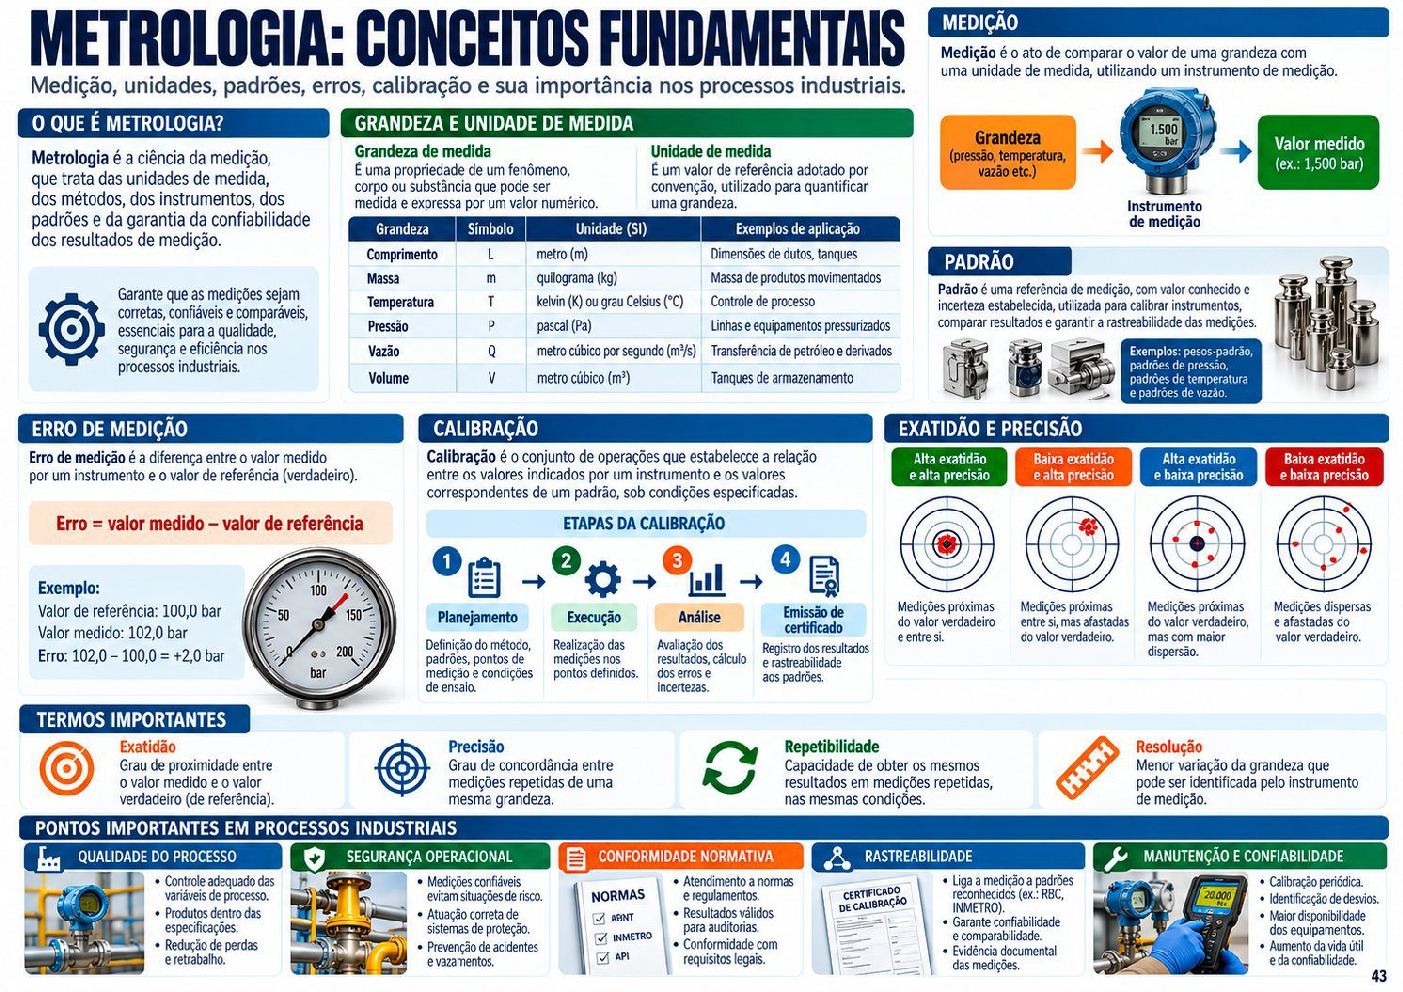 METROLOGIA: CONCEITOS FUNDAMENTAIS
Medição, unidades, padrões, erros, calibração e sua importância nos processos industriais.
O QUE É METROLOGIA?
Metrologia é a ciência da medição,
que trata das unidades de medida,
dos métodos, dos instrumentos, dos
padrões e da garantia da confiabilidade
dos resultados de medição.
Garante que as medições sejam
corretas, confiáveis e comparáveis,
essenciais para a qualidade,
segurança e eficiência nos
processos industriais.
GRANDEZA E UNIDADE DE MEDIDA
Grandeza de medida
É uma propriedade de um fenômeno,
corpo ou substância que pode ser
medida e expressa por um valor numérico.
Unidade de medida
É um valor de referência adotado por
convenção, utilizado para quantificar
uma grandeza.
Grandeza Símbolo Unidade (SI) Exemplos de aplicação
Comprimento L metro (m) Dimensões de dutos, tanques
Massa m quilograma (kg) Massa de produtos movimentados
Temperatura T kelvin (K) ou grau Celsius (°C) Controle de processo
Pressão P pascal (Pa) Linhas e equipamentos pressurizados
Vazão Q metro cúbico por segundo (m³/s) Transferência de petróleo e derivados
Volume V metro cúbico (m³) Tanques de armazenamento
MEDIÇÃO
Medição é o ato de comparar o valor de uma grandeza com
uma unidade de medida, utilizando um instrumento de medição.
Grandeza
(pressão, temperatura,
vazão etc.)
1.500
bar
Instrumento
de medição
Valor medido
(ex.: 1,500 bar)
PADRÃO
Padrão é uma referência de medição, com valor conhecido e
incerteza estabelecida, utilizada para calibrar instrumentos,
comparar resultados e garantir a rastreabilidade das medições.
Exemplos: pesos-padrão,
padrões de pressão,
padrões de temperatura
e padrões de vazão.
ERRO DE MEDIÇÃO
Erro de medição é a diferença entre o valor medido
por um instrumento e o valor de referência (verdadeiro).
Erro = valor medido – valor de referência
Exemplo:
Valor de referência: 100,0 bar
Valor medido: 102,0 bar
Erro: 102,0 – 100,0 = +2,0 bar
0
50
100
150
200
bar
CALIBRAÇÃO
Calibração é o conjunto de operações que estabelecce a relação
entre os valores indicados por um instrumento e os valores
correspondentes de um padrão, sob condições especificadas.
ETAPAS DA CALIBRAÇÃO
1
Planejamento
Definição do método,
padrões, pontos de
medição e condições
de ensaio.
2
Execução
Realização das
medições nos
pontos definidos.
3
Análise
Avaliação dos
resultados, cálculo
dos erros e
incertezas.
4
Emissão de
certificado
Registro dos resultados
e rastreabilidade
aos padrões.
EXATIDÃO E PRECISÃO
Alta exatidão
e alta precisão
Medições próximas
do valor verdadeiro
e entre si.
Baixa exatidão
e alta precisão
Medições próximas
entre si, mas afastadas
do valor verdadeiro.
Alta exatidão
e baixa precisão
Medições próximas
do valor verdadeiro,
mas com maior
dispersão.
Baixa exatidão
e baixa precisão
Medições dispersas
e afastadas do
valor verdadeiro.
TERMOS IMPORTANTES
Exatidão
Grau de proximidade entre
o valor medido e o valor
verdadeiro (de referência).
Precisão
Grau de concordância entre
medições repetidas de uma
mesma grandeza.
Repetibilidade
Capacidade de obter os mesmos
resultados em medições repetidas,
nas mesmas condições.
Resolução
Menor variação da grandeza que
pode ser identificada pelo instrumento
de medição.
PONTOS IMPORTANTES EM PROCESSOS INDUSTRIAIS
QUALIDADE DO PROCESSO
• Controle adequado das
variáveis de processo.
• Produtos dentro das
especificações.
• Redução de perdas
e retrabalho.
SEGURANÇA OPERACIONAL
• Medições confiáveis
evitam situações de risco.
• Atuação correta de
sistemas de proteção.
• Prevenção de acidentes
e vazamentos.
CONFORMIDADE NORMATIVA
NORMAS
INMETRO
API
• Atendimento a normas
e regulamentos.
• Resultados válidos
para auditorias.
• Conformidade com
requisitos legais.
RASTREABILIDADE
CERTIFICADO
DE CALIBRAÇÃO
• Liga a medição a padrões
reconhecidos (ex.: RBC,
INMETRO).
• Garante confiabilidade
e comparabilidade.
• Evidência documental
das medições.
MANUTENÇÃO E CONFIABILIDADE
20.000
• Calibração periódica.
• Identificação de desvios.
• Maior disponibilidade
dos equipamentos.
• Aumento da vida útil
e da confiabilidade.
43